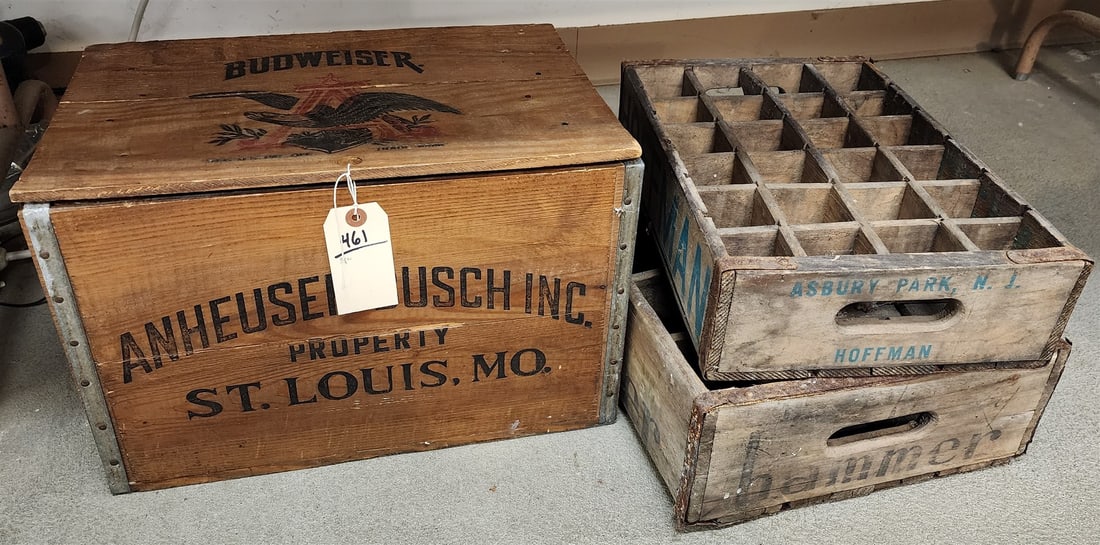 BUDWEISER.
461
ANHEUSER BUSCH INC.
PROPERTY
ST. LOUIS, MO.
ASBURY PARK, N. J.
HOFFMAN
hammer